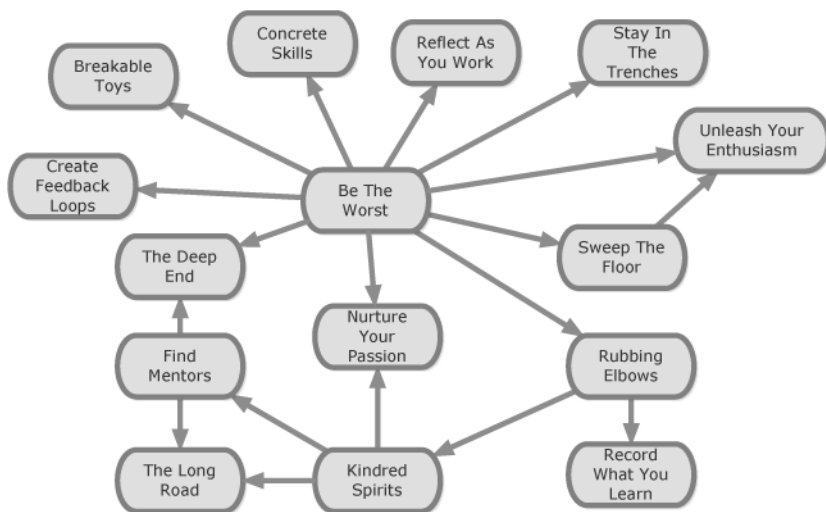 Concrete
Skills
Reflect As
You Work
Stay In
The
Trenches
Breakable
Toys
Unleash Your
Enthusiasm
Create
Feedback
Loops
Be The
Worst
The Deep
End
Sweep The
Floor
Nurture
Your
Passion
Find
Mentors
Rubbing
Elbows
The Long
Road
Kindred
Spirits
Record
What You
Learn